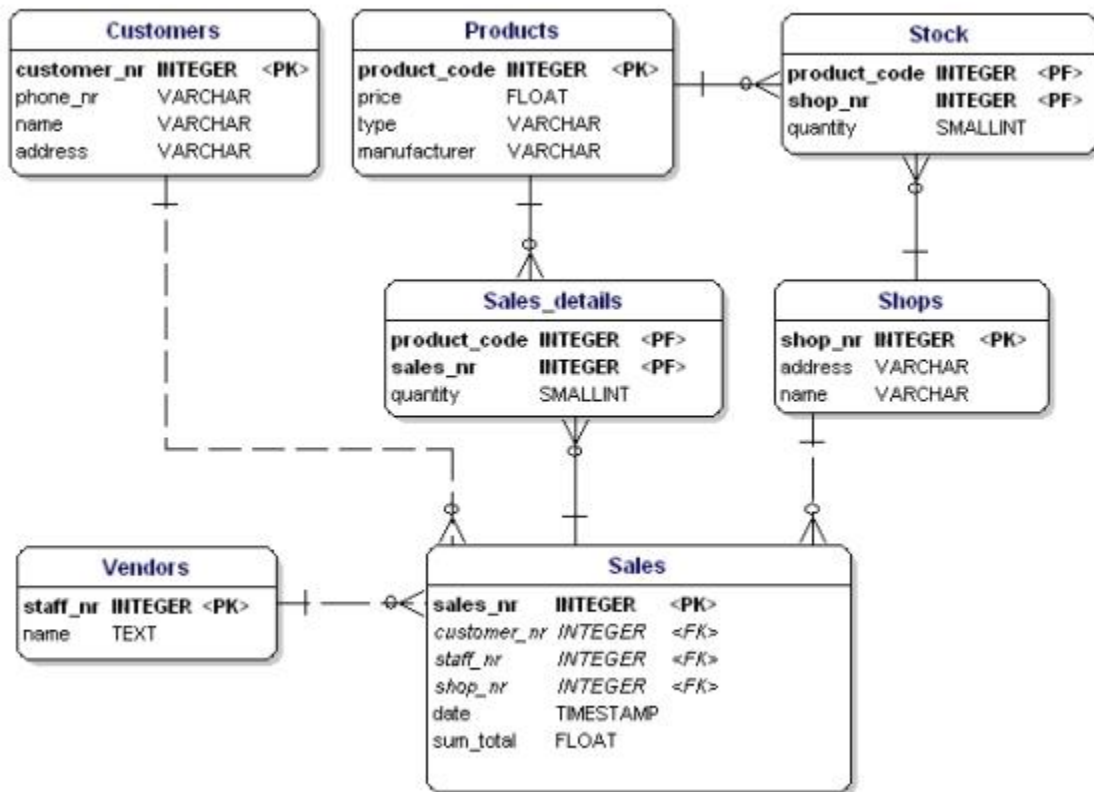 Customers
customer_nr INTEGER <PK>
phone_nr VARCHAR
name VARCHAR
address VARCHAR
Products
product_code INTEGER <PK>
price FLOAT
type VARCHAR
manufacturer VARCHAR
Stock
product_code INTEGER <PF>
shop_nr INTEGER <PF>
quantity SMALLINT
Sales_details
product_code INTEGER <PF>
sales_nr INTEGER <PF>
quantity SMALLINT
Shops
shop_nr INTEGER <PK>
address VARCHAR
name VARCHAR
Vendors
staff_nr INTEGER <PK>
name TEXT
Sales
sales_nr INTEGER <PK>
customer_nr INTEGER <FK>
staff_nr INTEGER <FK>
shop_nr INTEGER <FK>
date TIMESTAMP
sum_total FLOAT